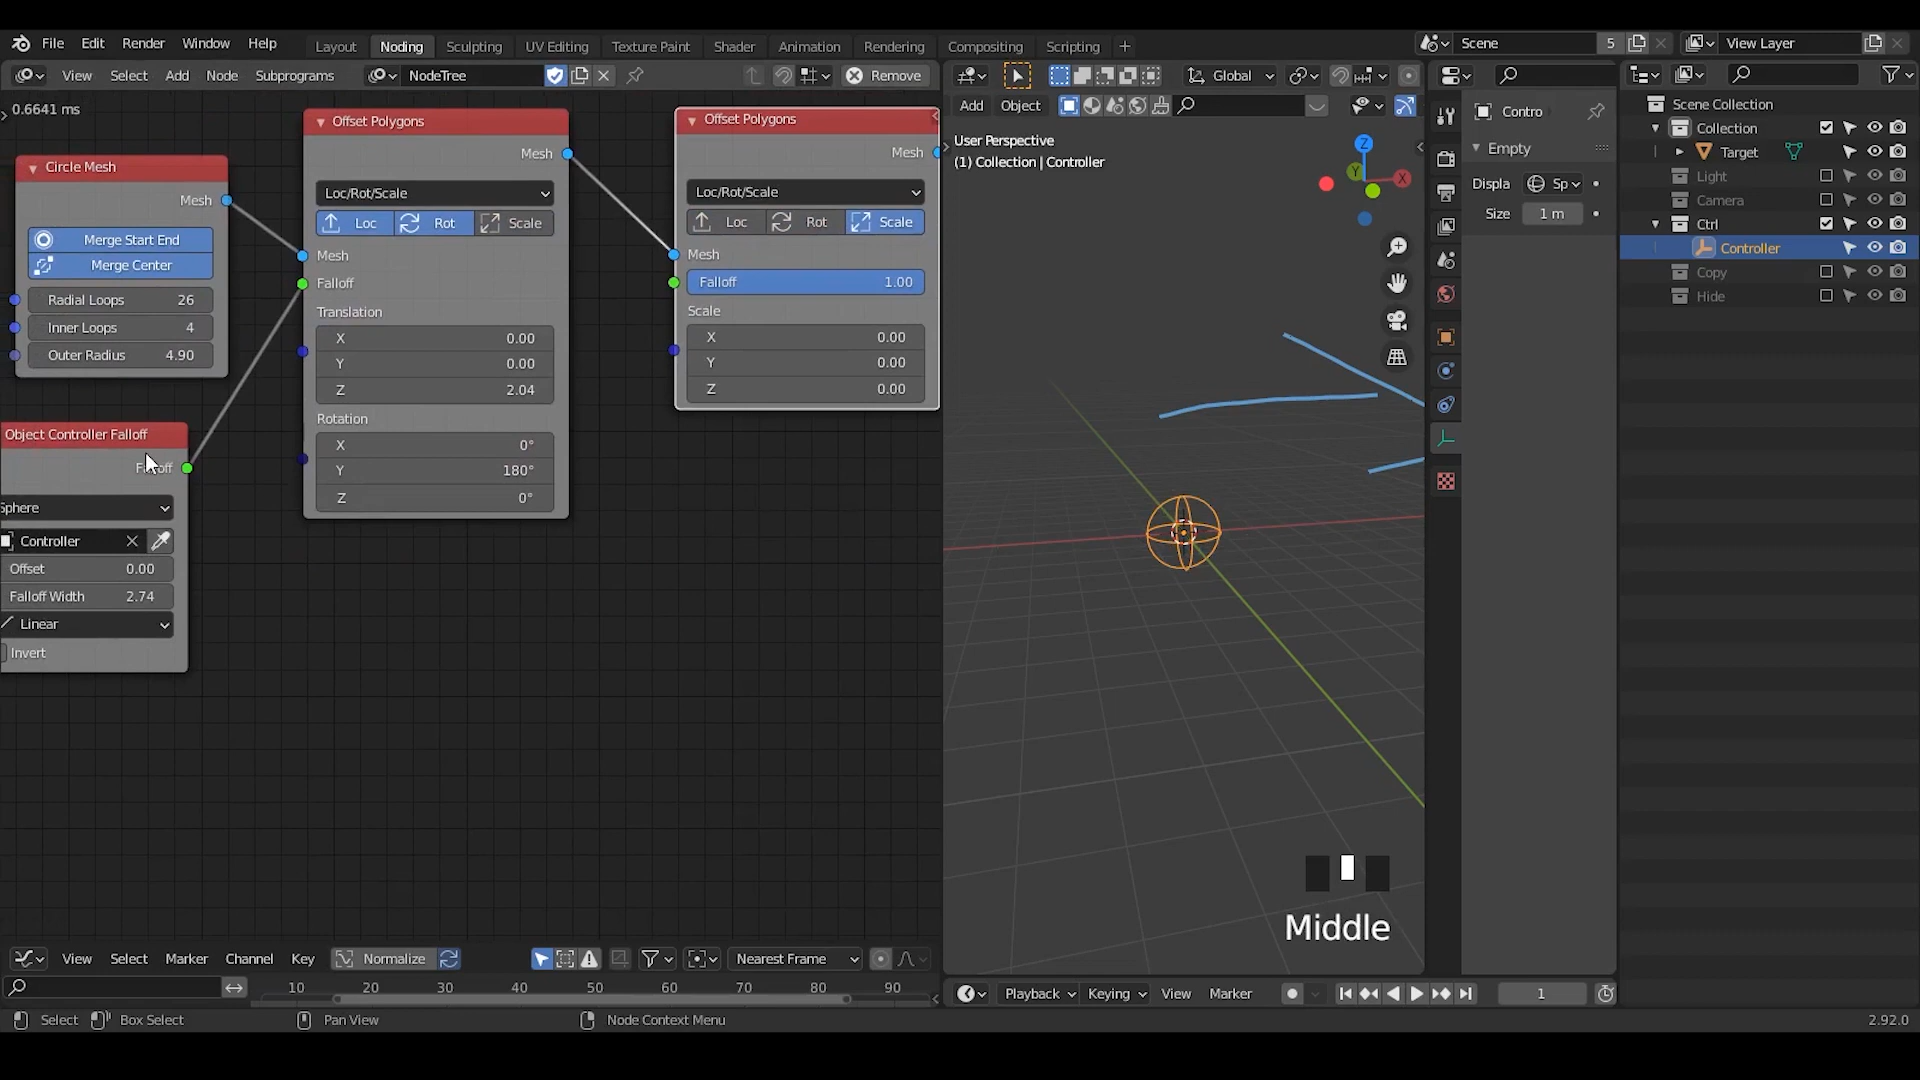 File Edit Render Window Help Layout Noding Sculpting UV Editing Texture Paint Shader Animation Rendering Compositing Scripting Scene 5 View Layer
View Select Add Node Subprograms NodeTree Remove Global
0.6641 ms
Circle Mesh
Mesh
Merge Start End
Merge Center
Radial Loops 26
Inner Loops 4
Outer Radius 4.90
Object Controller Falloff
Sphere
Controller
Offset 0.00
Falloff Width 2.74
Linear
Invert
Offset Polygons
Mesh
Loc/Rot/Scale
Loc Rot Scale
Mesh
Falloff
Translation
X 0.00
Y 0.00
Z 2.04
Rotation
X 0°
Y 180°
Z 0°
Offset Polygons
Mesh
Loc/Rot/Scale
Loc Rot Scale
Mesh
Falloff 1.00
Scale
X 0.00
Y 0.00
Z 0.00
Add Object
User Perspective
(1) Collection | Controller
Z
Y
X
Middle
Contro
Empty
Displa Sp
Size 1 m
Scene Collection
Collection
Target
Light
Camera
Ctrl
Controller
Copy
Hide
View Select Marker Channel Key Normalize Nearest Frame
10 20 30 40 50 60 70 80 90
Playback Keying View Marker 1
Select Box Select Pan View Node Context Menu 2.92.0